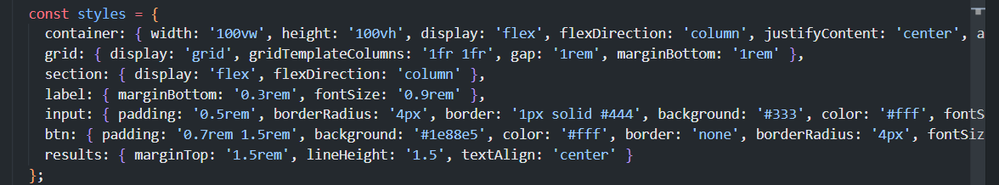 const styles = {
container: { width: '100vw', height: '100vh', display: 'flex', flexDirection: 'column', justifyContent: 'center', a
grid: { display: 'grid', gridTemplateColumns: '1fr 1fr', gap: '1rem', marginBottom: '1rem' },
section: { display: 'flex', flexDirection: 'column' },
label: { marginBottom: '0.3rem', fontSize: '0.9rem' },
input: { padding: '0.5rem', borderRadius: '4px', border: '1px solid #444', background: '#333', color: '#fff', fontS
btn: { padding: '0.7rem 1.5rem', background: '#1e88e5', color: '#fff', border: 'none', borderRadius: '4px', fontSiz
results: { marginTop: '1.5rem', lineHeight: '1.5', textAlign: 'center' }
};